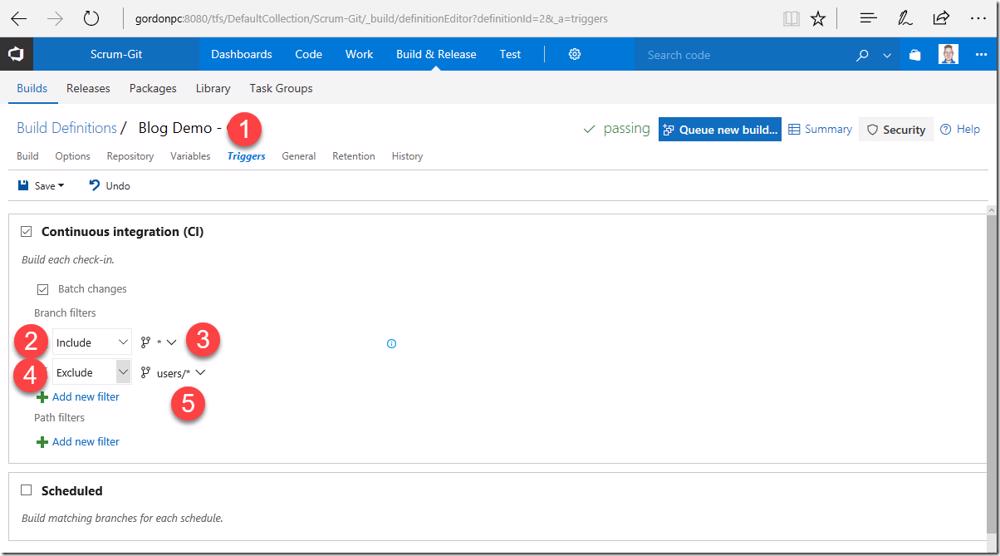 gordonpc:8080/tfs/DefaultCollection/Scrum-Git/_build/definitionEditor?definitionId=2&_a=triggers
Scrum-Git Dashboards Code Work Build & Release Test Search code
Builds Releases Packages Library Task Groups
Build Definitions / Blog Demo - 1 passing Queue new build... Summary Security Help
Build Options Repository Variables Triggers General Retention History
Save Undo
Continuous integration (CI)
Build each check-in.
Batch changes
Branch filters
2 Include * 3
4 Exclude users/*
5
Add new filter
Path filters
Add new filter
Scheduled
Build matching branches for each schedule.